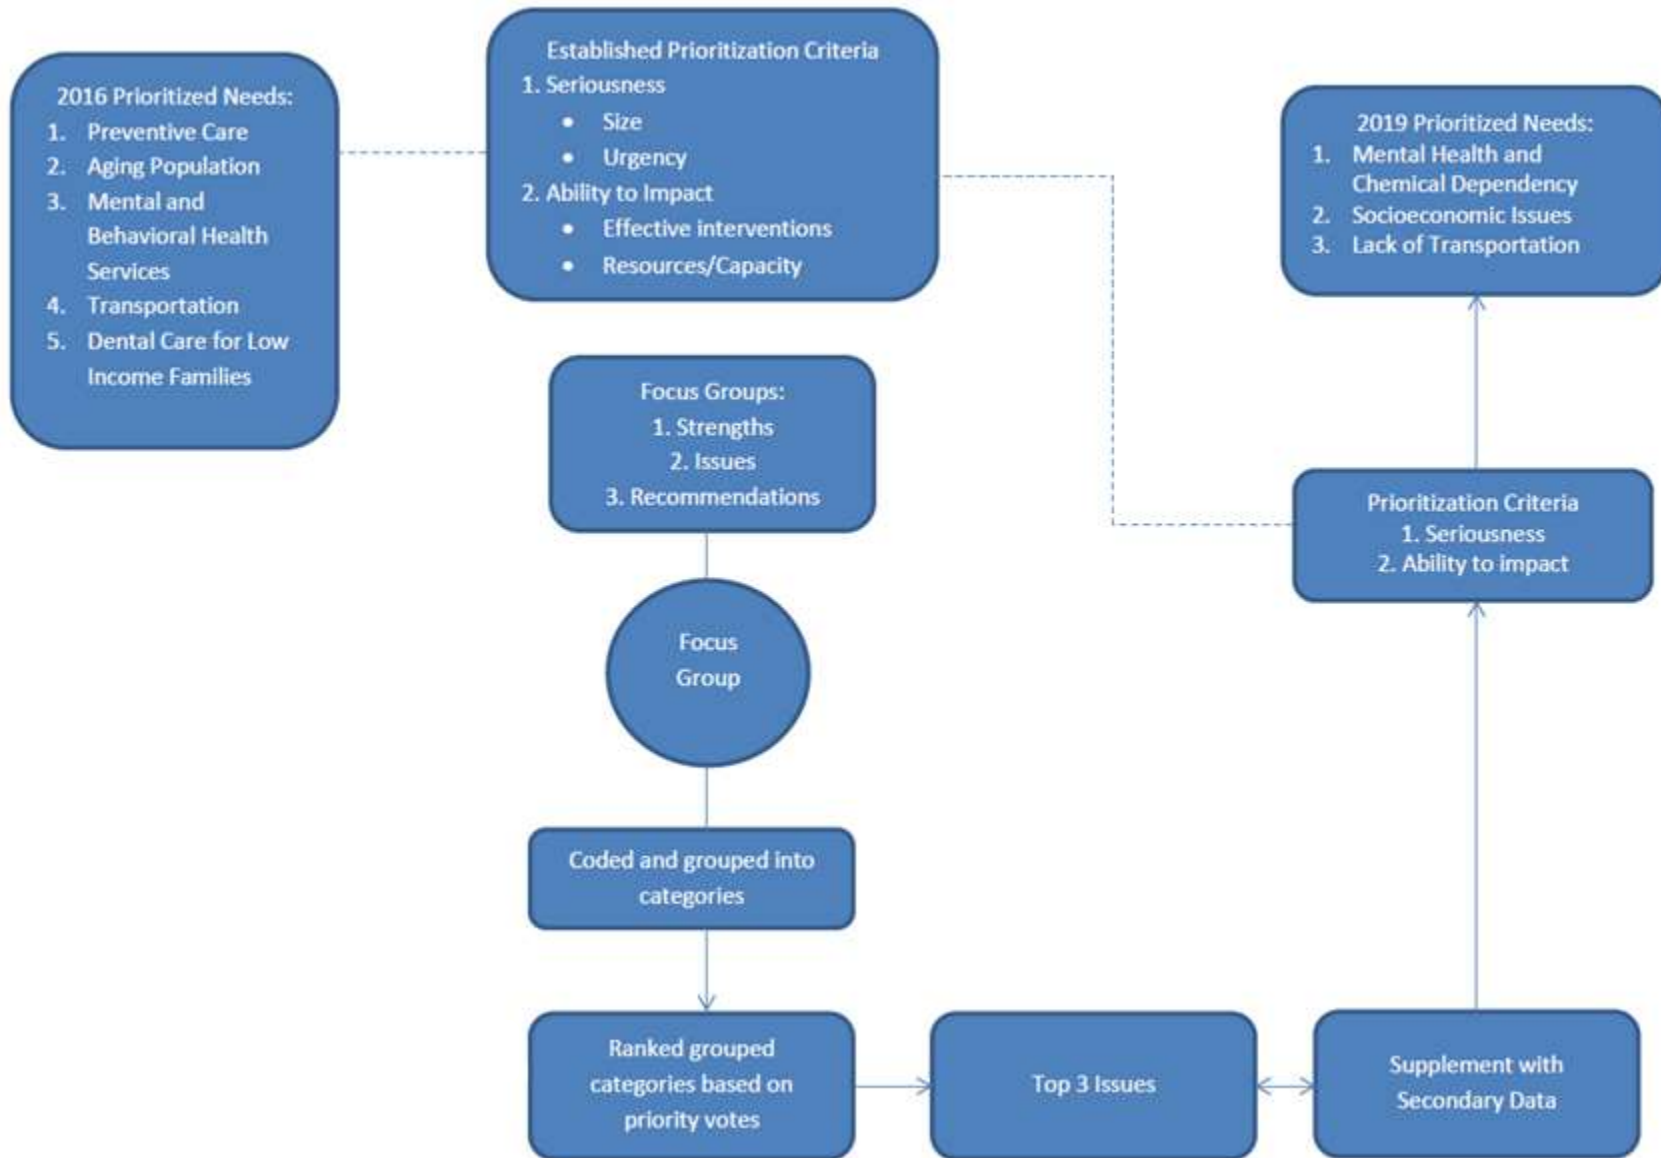 2016 Prioritized Needs:
1. Preventive Care
2. Aging Population
3. Mental and
Behavioral Health
Services
4. Transportation
5. Dental Care for Low
Income Families
Established Prioritization Criteria
1. Seriousness
• Size
• Urgency
2. Ability to Impact
• Effective interventions
• Resources/Capacity
2019 Prioritized Needs:
1. Mental Health and
Chemical Dependency
2. Socioeconomic Issues
3. Lack of Transportation
Focus Groups:
1. Strengths
2. Issues
3. Recommendations
Prioritization Criteria
1. Seriousness
2. Ability to impact
Focus
Group
Coded and grouped into
categories
Ranked grouped
categories based on
priority votes
Top 3 Issues
Supplement with
Secondary Data